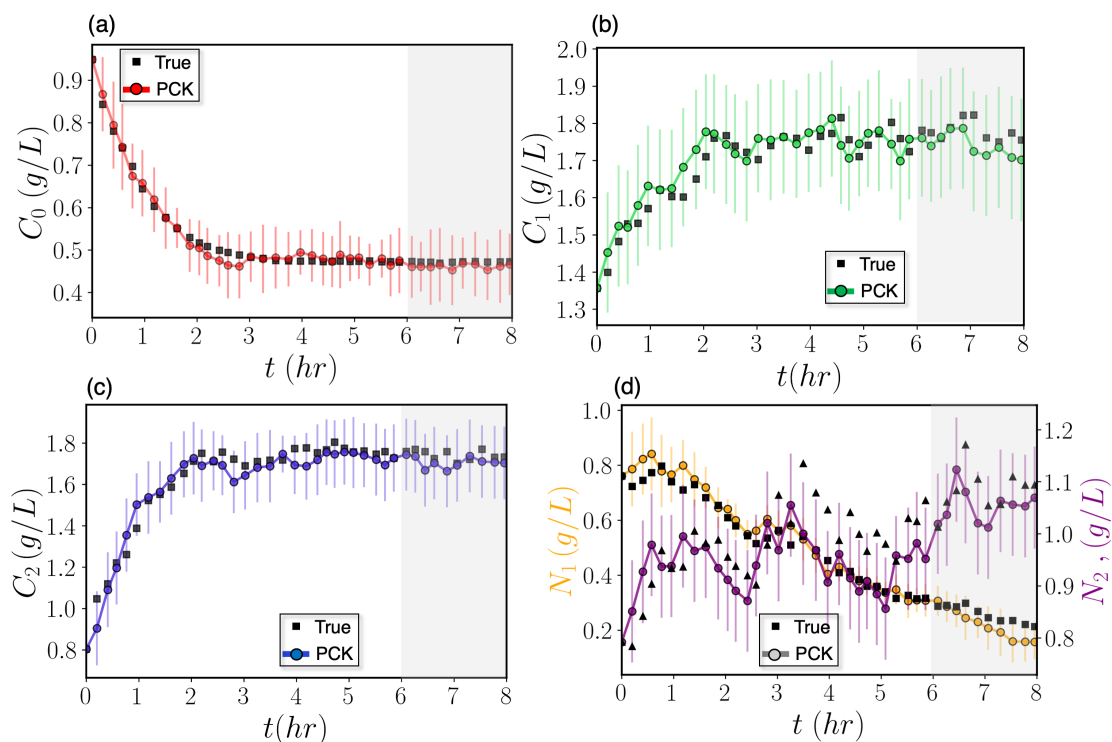 (a)
0.9
0.8
0.7
0.6
0.5
0.4
C₀ (g/L)
True
PCK
0 1 2 3 4 5 6 7 8
t (hr)
(b)
2.0
1.9
1.8
1.7
1.6
1.5
1.4
1.3
C₁ (g/L)
True
PCK
0 1 2 3 4 5 6 7 8
t(hr)
(c)
1.8
1.6
1.4
1.2
1.0
0.8
C₂ (g/L)
True
PCK
0 1 2 3 4 5 6 7 8
t(hr)
(d)
1.0
0.8
0.6
0.4
0.2
N₁ (g/L)
True
PCK
1.2
1.1
1.0
0.9
0.8
N₂ , (g/L)
0 1 2 3 4 5 6 7 8
t (hr)